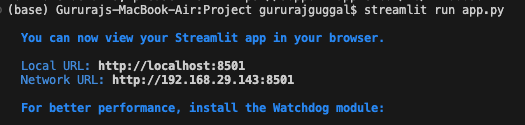 (base) Gururajs-MacBook-Air:Project gururajguggal$ streamlit run app.py
You can now view your Streamlit app in your browser.
Local URL: http://localhost:8501
Network URL: http://192.168.29.143:8501
For better performance, install the Watchdog module: